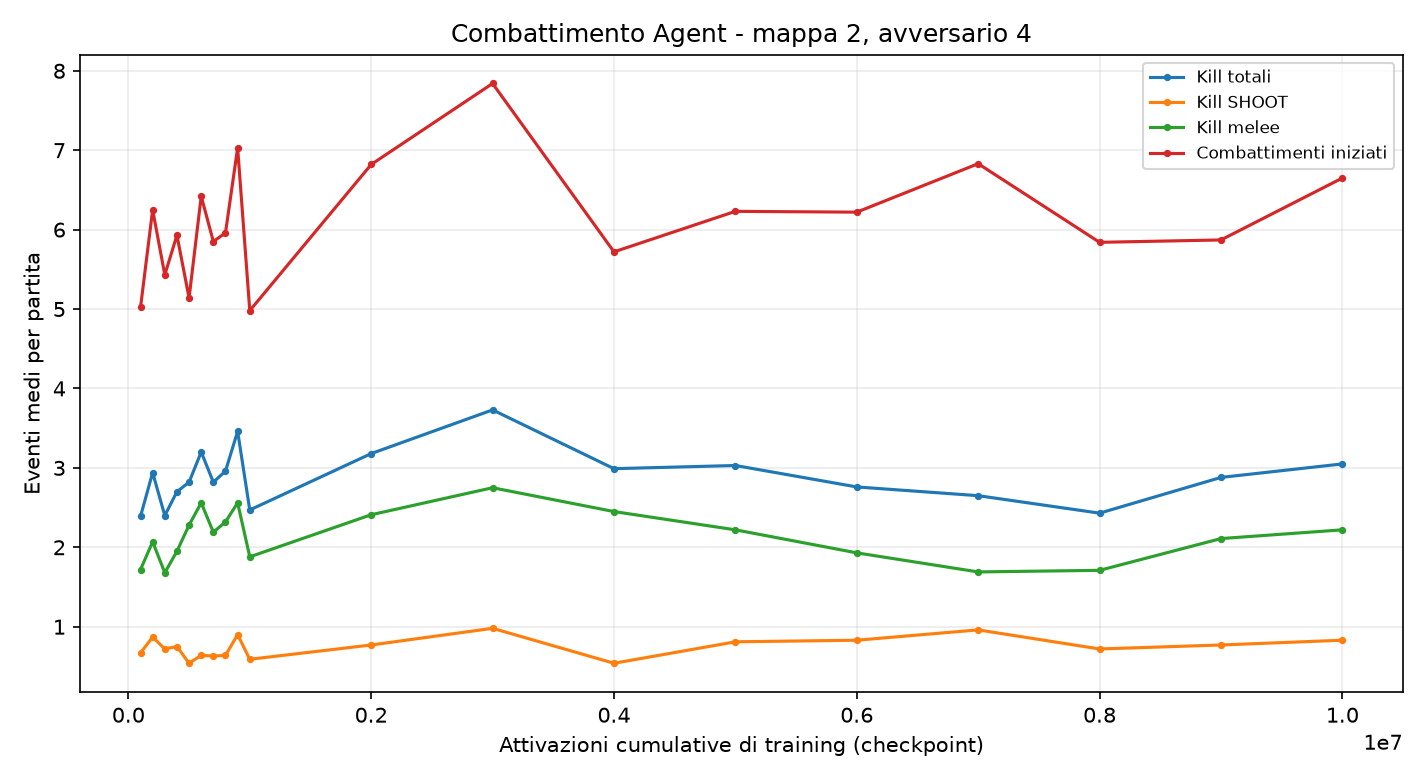 Combattimento Agent - mappa 2, avversario 4
Eventi medi per partita
8
7
6
5
4
3
2
1
Kill totali
Kill SHOOT
Kill melee
Combattimenti iniziati
0.0 0.2 0.4 0.6 0.8 1.0
1e7
Attivazioni cumulative di training (checkpoint)